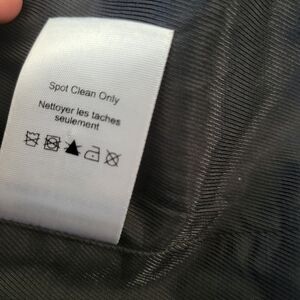 Spot Clean Only
Nettoyer les taches
seulement